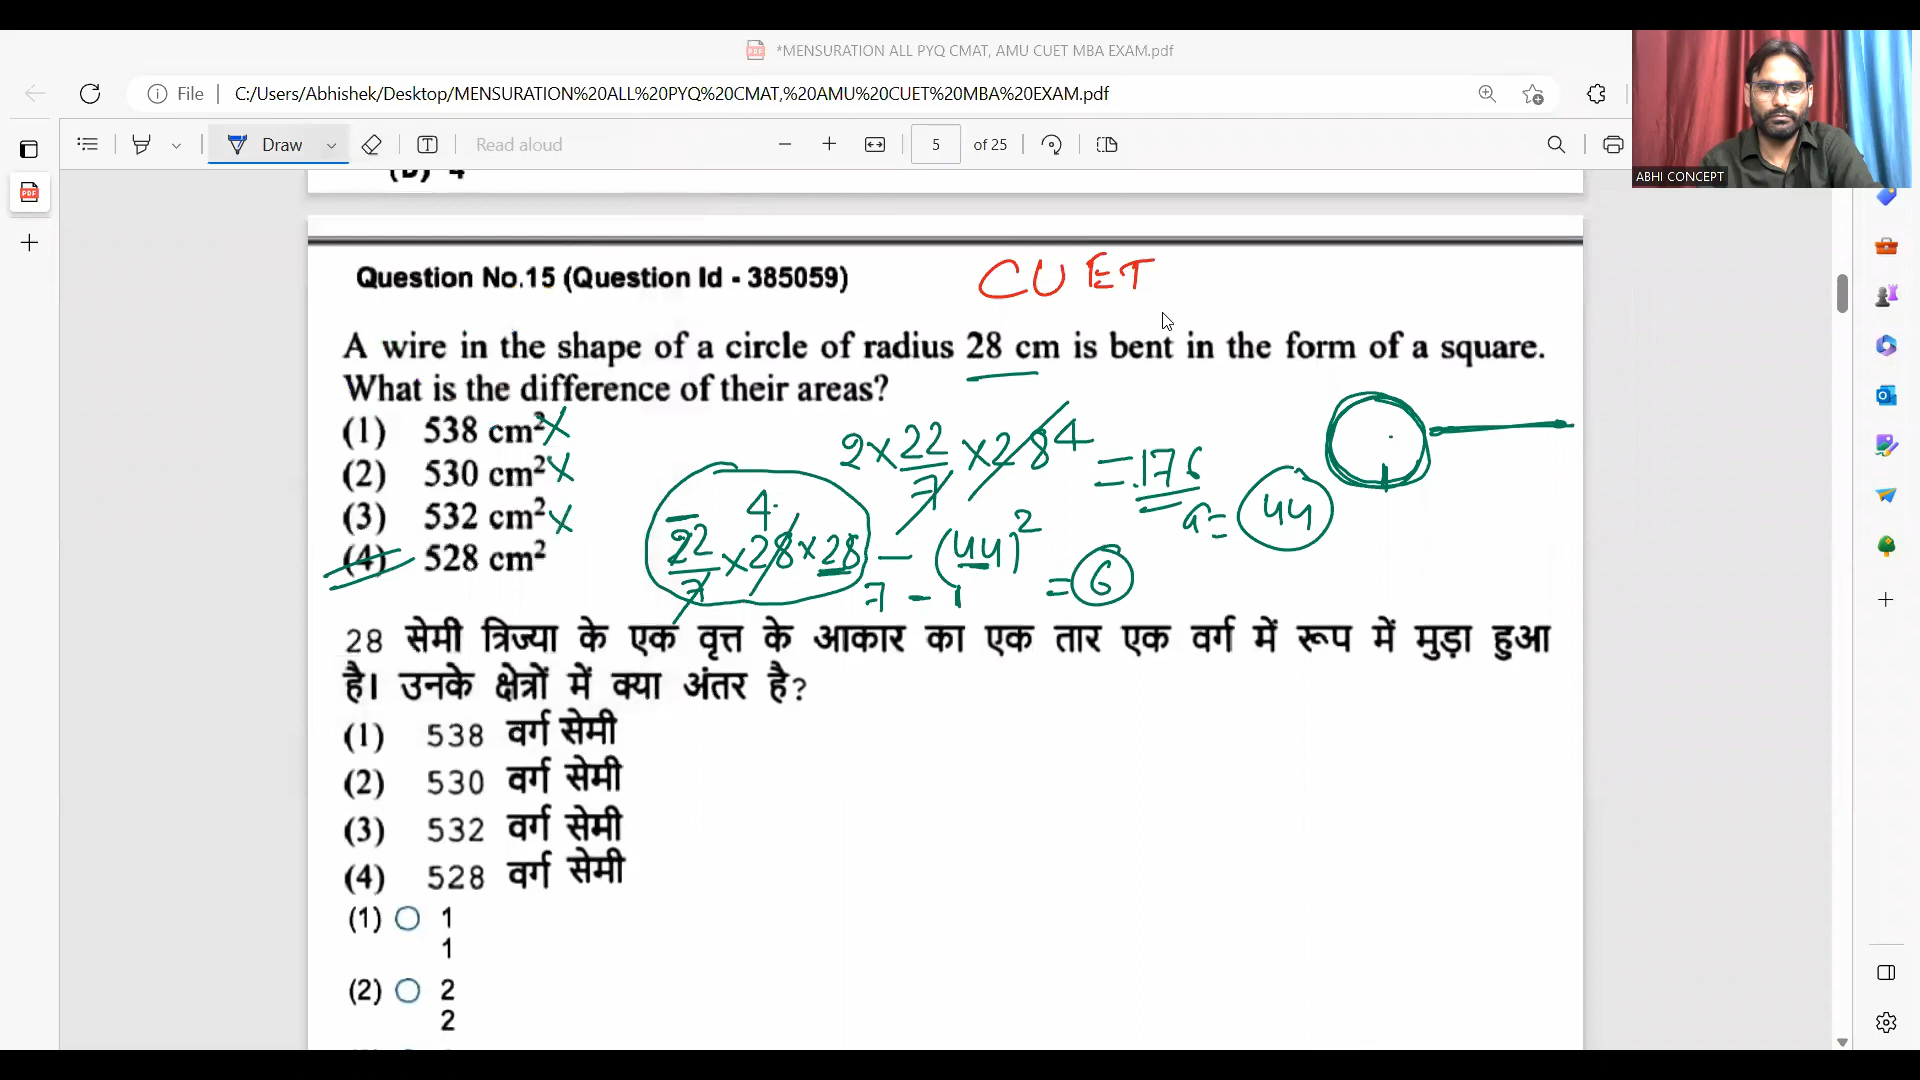 *MENSURATION ALL PYQ CMAT, AMU CUET MBA EXAM.pdf
File C:/Users/Abhishek/Desktop/MENSURATION%20ALL%20PYQ%20CMAT,%20AMU%20CUET%20MBA%20EXAM.pdf
Draw Read aloud 5 of 25
ABHI CONCEPT
(D) 4
Question No.15 (Question Id - 385059) CUET
A wire in the shape of a circle of radius 28 cm is bent in the form of a square.
What is the difference of their areas?
(1) 538 cm²
(2) 530 cm²
(3) 532 cm²
(4) 528 cm²
2 × 22/7 × 28 4 = 176
a = 44
4
22/7 × 28 × 28 − (44)² = 6
7 − 1
28 सेमी त्रिज्या के एक वृत्त के आकार का एक तार एक वर्ग में रूप में मुड़ा हुआ
है। उनके क्षेत्रों में क्या अंतर है?
(1) 538 वर्ग सेमी
(2) 530 वर्ग सेमी
(3) 532 वर्ग सेमी
(4) 528 वर्ग सेमी
(1) 1
1
(2) 2
2